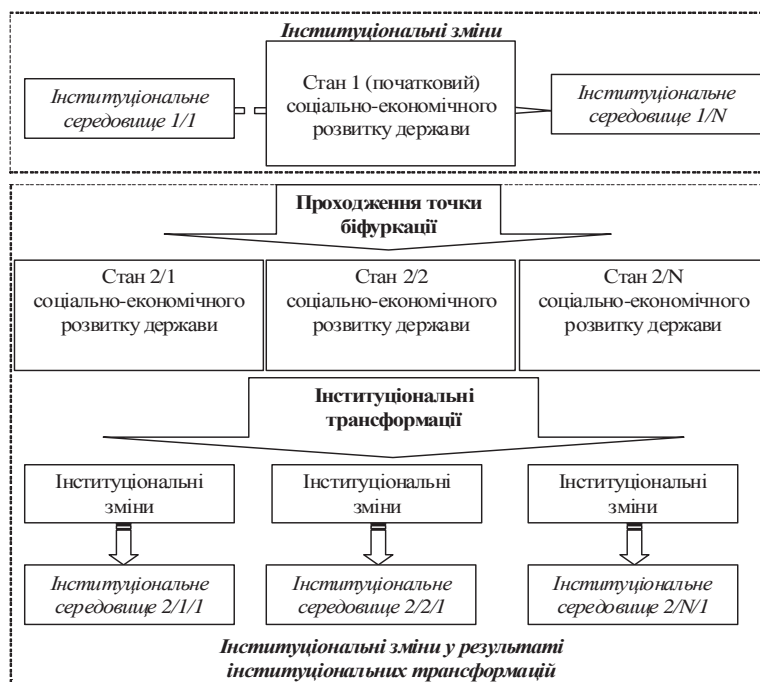 Інституціональні зміни
Інституціональне
середовище 1/1
Стан 1 (початковий)
соціально-економічного
розвитку держави
Інституціональне
середовище 1/N
Проходження точки
біфуркації
Стан 2/1
соціально-економічного
розвитку держави
Стан 2/2
соціально-економічного
розвитку держави
Стан 2/N
соціально-економічного
розвитку держави
Інституціональні
трансформації
Інституціональні
зміни
Інституціональні
зміни
Інституціональні
зміни
Інституціональне
середовище 2/1/1
Інституціональне
середовище 2/2/1
Інституціональне
середовище 2/N/1
Інституціональні зміни у результаті
інституціональних трансформацій